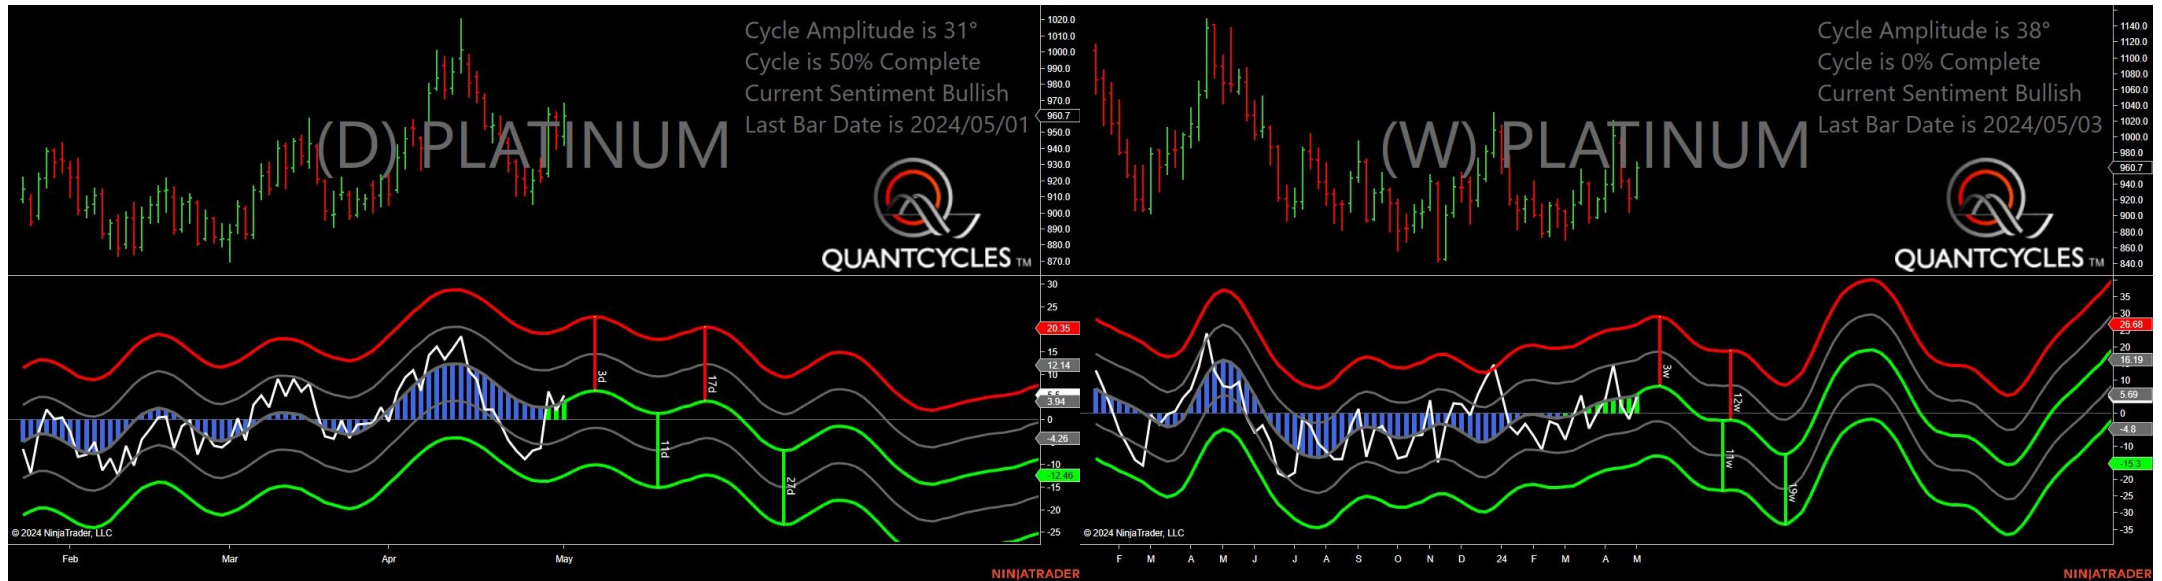 Cycle Amplitude is 31°
Cycle is 50% Complete
Current Sentiment Bullish
Last Bar Date is 2024/05/01
(D) PLATINUM
QUANTCYCLES TM
1020.0
1010.0
1000.0
990.0
980.0
970.0
960.7
950.0
940.0
930.0
920.0
910.0
900.0
890.0
880.0
870.0
30
25
20.35
15
12.14
10
3.94
0
-4.26
-10
-12.46
-15
-20
-25
3d
11d
17d
27d
© 2024 NinjaTrader, LLC
Feb Mar Apr May
NINJATRADER
Cycle Amplitude is 38°
Cycle is 0% Complete
Current Sentiment Bullish
Last Bar Date is 2024/05/03
(W) PLATINUM
QUANTCYCLES TM
1140.0
1120.0
1100.0
1080.0
1060.0
1040.0
1020.0
1000.0
980.0
960.7
940.0
920.0
900.0
880.0
860.0
840.0
35
30
26.68
20
16.19
10
5.69
0
-4.8
-10
-15.3
-20
-25
-30
-35
3w
12w
11w
19w
© 2024 NinjaTrader, LLC
F M A M J J A S O N D 24 F M A M
NINJATRADER